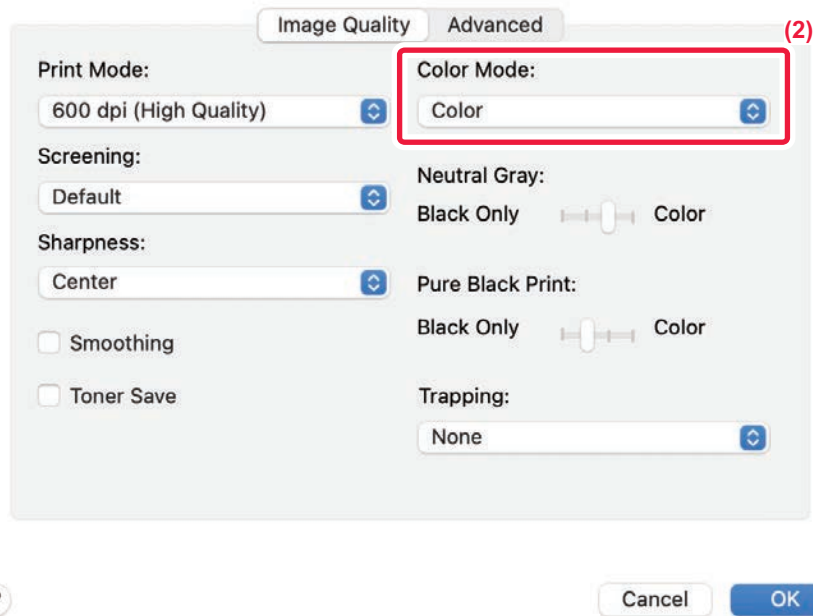 Image Quality Advanced
(2)
Print Mode:
600 dpi (High Quality)
Screening:
Default
Sharpness:
Center
Smoothing
Toner Save
Color Mode:
Color
Neutral Gray:
Black Only Color
Pure Black Print:
Black Only Color
Trapping:
None
Cancel OK